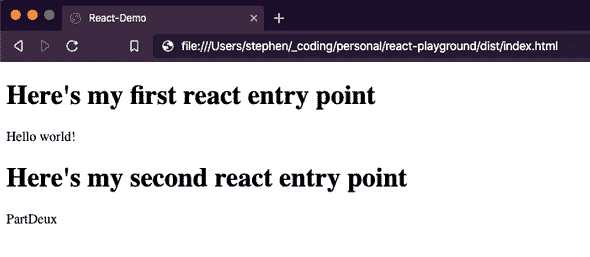 React-Demo
file:///Users/stephen/_coding/personal/react-playground/dist/index.html
Here's my first react entry point
Hello world!
Here's my second react entry point
PartDeux